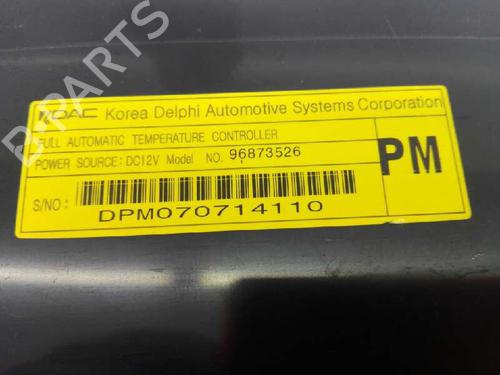 KDAC Korea Delphi Automotive Systems Corporation
FULL AUTOMATIC TEMPERATURE CONTROLLER
POWER SOURCE: DC12V Model NO. 96873526
PM
S/NO :
DPM070714110
B-PARTS